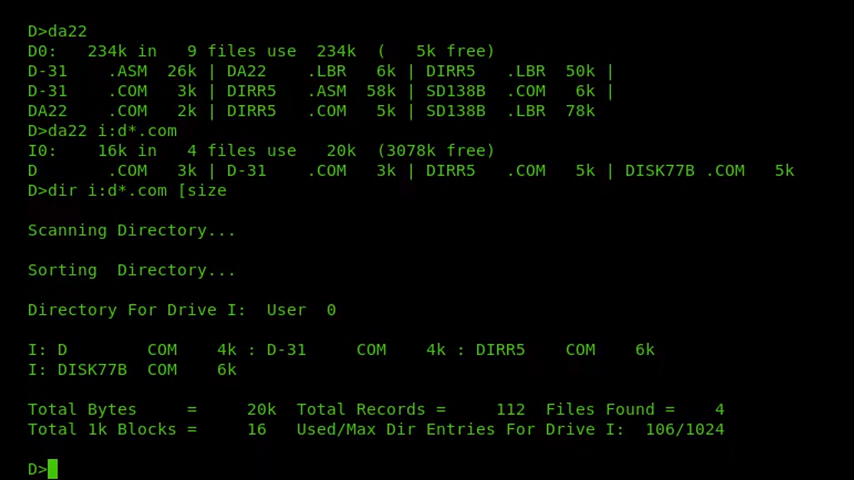 D>da22
D0:   234k in   9 files use  234k  (   5k free)
D-31    .ASM  26k | DA22    .LBR   6k | DIRR5   .LBR  50k |
D-31    .COM   3k | DIRR5   .ASM  58k | SD138B  .COM   6k |
DA22    .COM   2k | DIRR5   .COM   5k | SD138B  .LBR  78k
D>da22 i:d*.com
I0:    16k in   4 files use   20k  (3078k free)
D       .COM   3k | D-31    .COM   3k | DIRR5   .COM   5k | DISK77B .COM   5k
D>dir i:d*.com [size
Scanning Directory...
Sorting  Directory...
Directory For Drive I:  User  0
I: D        COM    4k : D-31     COM    4k : DIRR5    COM    6k
I: DISK77B  COM    6k
Total Bytes     =     20k  Total Records =     112  Files Found =    4
Total 1k Blocks =     16   Used/Max Dir Entries For Drive I:  106/1024
D>